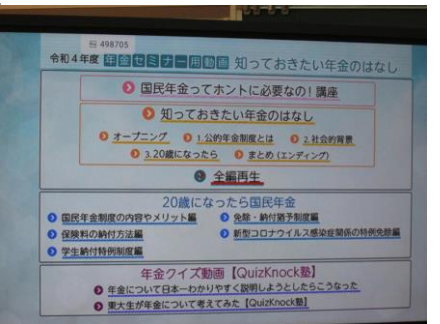 498705
令和4年度 年金セミナー用動画 知っておきたい年金のはなし
国民年金ってホントに必要なの！講座
知っておきたい年金のはなし
オープニング 1.公的年金制度とは 2.社会的背景
3.20歳になったら まとめ(エンディング)
全編再生
20歳になったら国民年金
国民年金制度の内容やメリット編 免除・納付猶予制度編
保険料の納付方法編 新型コロナウイルス感染症関係の特例免除編
学生納付特例制度編
年金クイズ動画【QuizKnock塾】
年金について日本一わかりやすく説明しようとしたらこうなった
東大生が年金について考えてみた【QuizKnock塾】